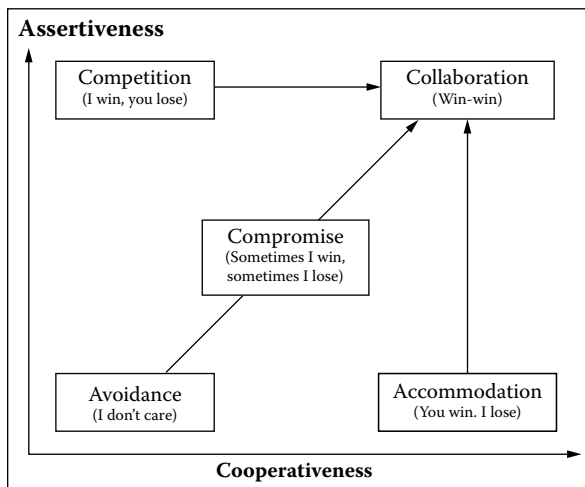 Assertiveness
Competition
(I win, you lose)
Collaboration
(Win-win)
Compromise
(Sometimes I win,
sometimes I lose)
Avoidance
(I don't care)
Accommodation
(You win. I lose)
Cooperativeness